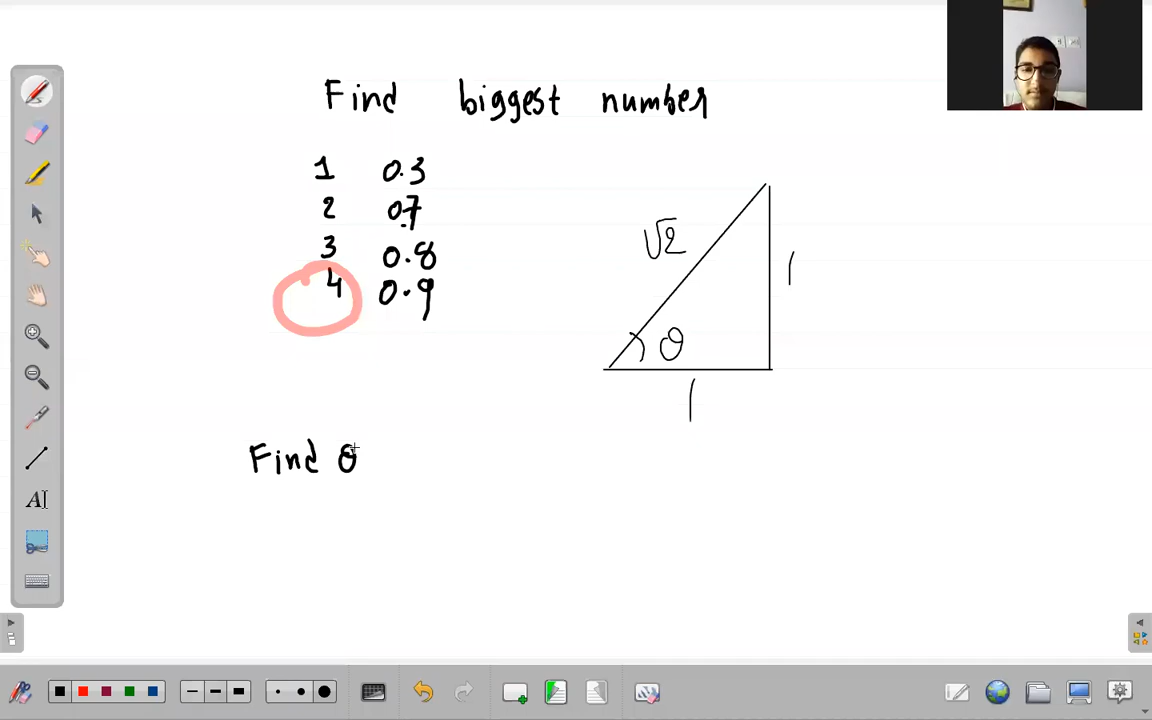 Find biggest number
1 0.3
2 0.7
3 0.8
4 0.9
√2
1
θ
1
Find θ
A